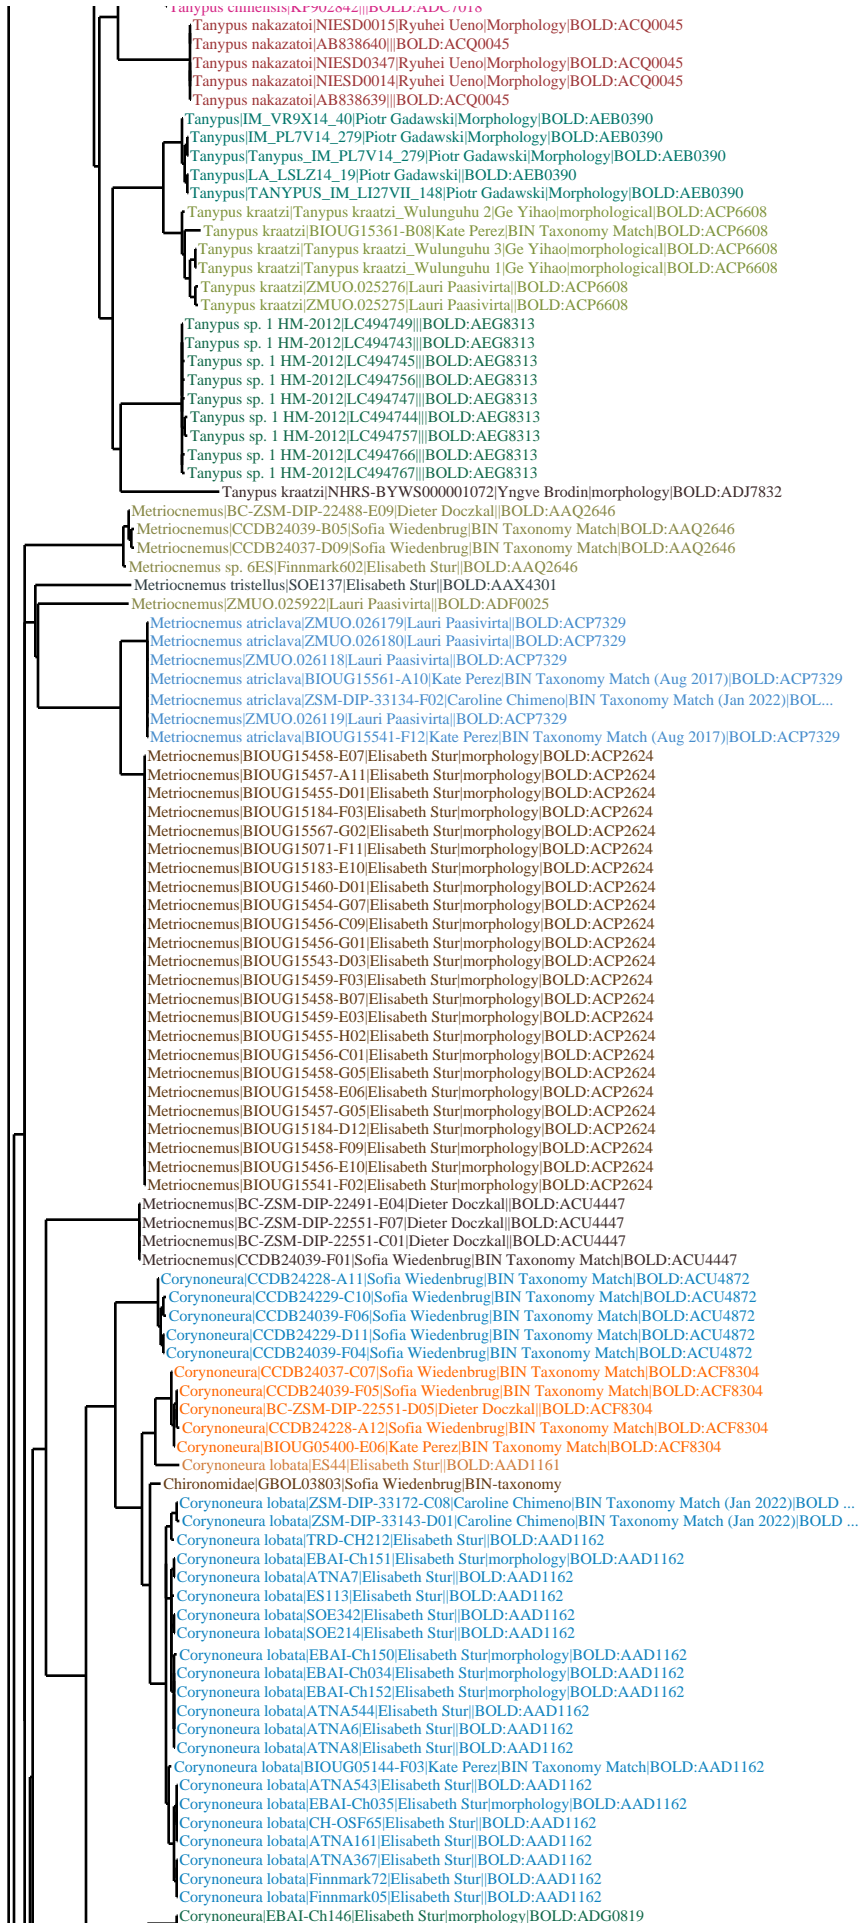 Tanypus chinensis|KP902842|||BOLD:ADC7018
Tanypus nakazatoi|NIESD0015|Ryuhei Ueno|Morphology|BOLD:ACQ0045
Tanypus nakazatoi|AB838640|||BOLD:ACQ0045
Tanypus nakazatoi|NIESD0347|Ryuhei Ueno|Morphology|BOLD:ACQ0045
Tanypus nakazatoi|NIESD0014|Ryuhei Ueno|Morphology|BOLD:ACQ0045
Tanypus nakazatoi|AB838639|||BOLD:ACQ0045
Tanypus|IM_VR9X14_40|Piotr Gadawski|Morphology|BOLD:AEB0390
Tanypus|IM_PL7V14_279|Piotr Gadawski|Morphology|BOLD:AEB0390
Tanypus|Tanypus_IM_PL7V14_279|Piotr Gadawski|Morphology|BOLD:AEB0390
Tanypus|LA_LSLZ14_19|Piotr Gadawski||BOLD:AEB0390
Tanypus|TANYPUS_IM_LI27VII_148|Piotr Gadawski|Morphology|BOLD:AEB0390
Tanypus kraatzi|Tanypus kraatzi_Wulunguhu 2|Ge Yihao|morphological|BOLD:ACP6608
Tanypus kraatzi|BIOUG15361-B08|Kate Perez|BIN Taxonomy Match|BOLD:ACP6608
Tanypus kraatzi|Tanypus kraatzi_Wulunguhu 3|Ge Yihao|morphological|BOLD:ACP6608
Tanypus kraatzi|Tanypus kraatzi_Wulunguhu 1|Ge Yihao|morphological|BOLD:ACP6608
Tanypus kraatzi|ZMUO.025276|Lauri Paasivirta||BOLD:ACP6608
Tanypus kraatzi|ZMUO.025275|Lauri Paasivirta||BOLD:ACP6608
Tanypus sp. 1 HM-2012|LC494749|||BOLD:AEG8313
Tanypus sp. 1 HM-2012|LC494743|||BOLD:AEG8313
Tanypus sp. 1 HM-2012|LC494745|||BOLD:AEG8313
Tanypus sp. 1 HM-2012|LC494756|||BOLD:AEG8313
Tanypus sp. 1 HM-2012|LC494747|||BOLD:AEG8313
Tanypus sp. 1 HM-2012|LC494744|||BOLD:AEG8313
Tanypus sp. 1 HM-2012|LC494757|||BOLD:AEG8313
Tanypus sp. 1 HM-2012|LC494766|||BOLD:AEG8313
Tanypus sp. 1 HM-2012|LC494767|||BOLD:AEG8313
Tanypus kraatzi|NHRS-BYWS000001072|Yngve Brodin|morphology|BOLD:ADJ7832
Metriocnemus|BC-ZSM-DIP-22488-E09|Dieter Doczkal||BOLD:AAQ2646
Metriocnemus|CCDB24039-B05|Sofia Wiedenbrug|BIN Taxonomy Match|BOLD:AAQ2646
Metriocnemus|CCDB24037-D09|Sofia Wiedenbrug|BIN Taxonomy Match|BOLD:AAQ2646
Metriocnemus sp. 6ES|Finnmark602|Elisabeth Stur||BOLD:AAQ2646
Metriocnemus tristellus|SOE137|Elisabeth Stur||BOLD:AAX4301
Metriocnemus|ZMUO.025922|Lauri Paasivirta||BOLD:ADF0025
Metriocnemus atriclava|ZMUO.026179|Lauri Paasivirta||BOLD:ACP7329
Metriocnemus atriclava|ZMUO.026180|Lauri Paasivirta||BOLD:ACP7329
Metriocnemus|ZMUO.026118|Lauri Paasivirta||BOLD:ACP7329
Metriocnemus atriclava|BIOUG15561-A10|Kate Perez|BIN Taxonomy Match (Aug 2017)|BOLD:ACP7329
Metriocnemus atriclava|ZSM-DIP-33134-F02|Caroline Chimeno|BIN Taxonomy Match (Jan 2022)|BOL...
Metriocnemus|ZMUO.026119|Lauri Paasivirta||BOLD:ACP7329
Metriocnemus atriclava|BIOUG15541-F12|Kate Perez|BIN Taxonomy Match (Aug 2017)|BOLD:ACP7329
Metriocnemus|BIOUG15458-E07|Elisabeth Stur|morphology|BOLD:ACP2624
Metriocnemus|BIOUG15457-A11|Elisabeth Stur|morphology|BOLD:ACP2624
Metriocnemus|BIOUG15455-D01|Elisabeth Stur|morphology|BOLD:ACP2624
Metriocnemus|BIOUG15184-F03|Elisabeth Stur|morphology|BOLD:ACP2624
Metriocnemus|BIOUG15567-G02|Elisabeth Stur|morphology|BOLD:ACP2624
Metriocnemus|BIOUG15071-F11|Elisabeth Stur|morphology|BOLD:ACP2624
Metriocnemus|BIOUG15183-E10|Elisabeth Stur|morphology|BOLD:ACP2624
Metriocnemus|BIOUG15460-D01|Elisabeth Stur|morphology|BOLD:ACP2624
Metriocnemus|BIOUG15454-G07|Elisabeth Stur|morphology|BOLD:ACP2624
Metriocnemus|BIOUG15456-C09|Elisabeth Stur|morphology|BOLD:ACP2624
Metriocnemus|BIOUG15456-G01|Elisabeth Stur|morphology|BOLD:ACP2624
Metriocnemus|BIOUG15543-D03|Elisabeth Stur|morphology|BOLD:ACP2624
Metriocnemus|BIOUG15459-F03|Elisabeth Stur|morphology|BOLD:ACP2624
Metriocnemus|BIOUG15458-B07|Elisabeth Stur|morphology|BOLD:ACP2624
Metriocnemus|BIOUG15459-E03|Elisabeth Stur|morphology|BOLD:ACP2624
Metriocnemus|BIOUG15455-H02|Elisabeth Stur|morphology|BOLD:ACP2624
Metriocnemus|BIOUG15456-C01|Elisabeth Stur|morphology|BOLD:ACP2624
Metriocnemus|BIOUG15458-G05|Elisabeth Stur|morphology|BOLD:ACP2624
Metriocnemus|BIOUG15458-E06|Elisabeth Stur|morphology|BOLD:ACP2624
Metriocnemus|BIOUG15457-G05|Elisabeth Stur|morphology|BOLD:ACP2624
Metriocnemus|BIOUG15184-D12|Elisabeth Stur|morphology|BOLD:ACP2624
Metriocnemus|BIOUG15458-F09|Elisabeth Stur|morphology|BOLD:ACP2624
Metriocnemus|BIOUG15456-E10|Elisabeth Stur|morphology|BOLD:ACP2624
Metriocnemus|BIOUG15541-F02|Elisabeth Stur|morphology|BOLD:ACP2624
Metriocnemus|BC-ZSM-DIP-22491-E04|Dieter Doczkal||BOLD:ACU4447
Metriocnemus|BC-ZSM-DIP-22551-F07|Dieter Doczkal||BOLD:ACU4447
Metriocnemus|BC-ZSM-DIP-22551-C01|Dieter Doczkal||BOLD:ACU4447
Metriocnemus|CCDB24039-F01|Sofia Wiedenbrug|BIN Taxonomy Match|BOLD:ACU4447
Corynoneura|CCDB24228-A11|Sofia Wiedenbrug|BIN Taxonomy Match|BOLD:ACU4872
Corynoneura|CCDB24229-C10|Sofia Wiedenbrug|BIN Taxonomy Match|BOLD:ACU4872
Corynoneura|CCDB24039-F06|Sofia Wiedenbrug|BIN Taxonomy Match|BOLD:ACU4872
Corynoneura|CCDB24229-D11|Sofia Wiedenbrug|BIN Taxonomy Match|BOLD:ACU4872
Corynoneura|CCDB24039-F04|Sofia Wiedenbrug|BIN Taxonomy Match|BOLD:ACU4872
Corynoneura|CCDB24037-C07|Sofia Wiedenbrug|BIN Taxonomy Match|BOLD:ACF8304
Corynoneura|CCDB24039-F05|Sofia Wiedenbrug|BIN Taxonomy Match|BOLD:ACF8304
Corynoneura|BC-ZSM-DIP-22551-D05|Dieter Doczkal||BOLD:ACF8304
Corynoneura|CCDB24228-A12|Sofia Wiedenbrug|BIN Taxonomy Match|BOLD:ACF8304
Corynoneura|BIOUG05400-E06|Kate Perez|BIN Taxonomy Match|BOLD:ACF8304
Corynoneura lobata|ES44|Elisabeth Stur||BOLD:AAD1161
Chironomidae|GBOL03803|Sofia Wiedenbrug|BIN-taxonomy
Corynoneura lobata|ZSM-DIP-33172-C08|Caroline Chimeno|BIN Taxonomy Match (Jan 2022)|BOLD ...
Corynoneura lobata|ZSM-DIP-33143-D01|Caroline Chimeno|BIN Taxonomy Match (Jan 2022)|BOLD ...
Corynoneura lobata|TRD-CH212|Elisabeth Stur||BOLD:AAD1162
Corynoneura lobata|EBAI-Ch151|Elisabeth Stur|morphology|BOLD:AAD1162
Corynoneura lobata|ATNA7|Elisabeth Stur||BOLD:AAD1162
Corynoneura lobata|ES113|Elisabeth Stur||BOLD:AAD1162
Corynoneura lobata|SOE342|Elisabeth Stur||BOLD:AAD1162
Corynoneura lobata|SOE214|Elisabeth Stur||BOLD:AAD1162
Corynoneura lobata|EBAI-Ch150|Elisabeth Stur|morphology|BOLD:AAD1162
Corynoneura lobata|EBAI-Ch034|Elisabeth Stur|morphology|BOLD:AAD1162
Corynoneura lobata|EBAI-Ch152|Elisabeth Stur|morphology|BOLD:AAD1162
Corynoneura lobata|ATNA544|Elisabeth Stur||BOLD:AAD1162
Corynoneura lobata|ATNA6|Elisabeth Stur||BOLD:AAD1162
Corynoneura lobata|ATNA8|Elisabeth Stur||BOLD:AAD1162
Corynoneura lobata|BIOUG05144-F03|Kate Perez|BIN Taxonomy Match|BOLD:AAD1162
Corynoneura lobata|ATNA543|Elisabeth Stur||BOLD:AAD1162
Corynoneura lobata|EBAI-Ch035|Elisabeth Stur|morphology|BOLD:AAD1162
Corynoneura lobata|CH-OSF65|Elisabeth Stur||BOLD:AAD1162
Corynoneura lobata|ATNA161|Elisabeth Stur||BOLD:AAD1162
Corynoneura lobata|ATNA367|Elisabeth Stur||BOLD:AAD1162
Corynoneura lobata|Finnmark72|Elisabeth Stur||BOLD:AAD1162
Corynoneura lobata|Finnmark05|Elisabeth Stur||BOLD:AAD1162
Corynoneura|EBAI-Ch146|Elisabeth Stur|morphology|BOLD:ADG0819